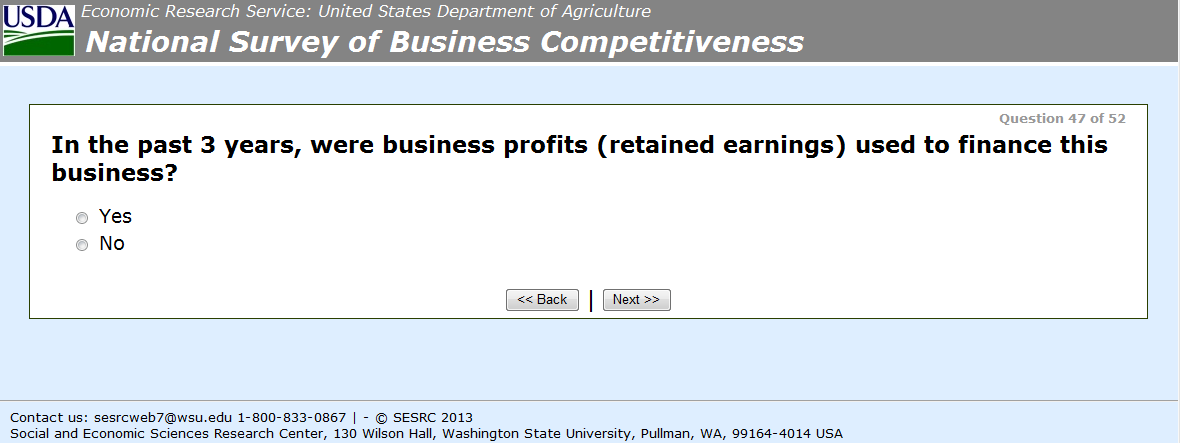 USDA
Economic Research Service: United States Department of Agriculture
National Survey of Business Competitiveness
Question 47 of 52
In the past 3 years, were business profits (retained earnings) used to finance this
business?
Yes
No
<< Back | Next >>
Contact us: sesrcweb7@wsu.edu 1-800-833-0867 | - © SESRC 2013
Social and Economic Sciences Research Center, 130 Wilson Hall, Washington State University, Pullman, WA, 99164-4014 USA